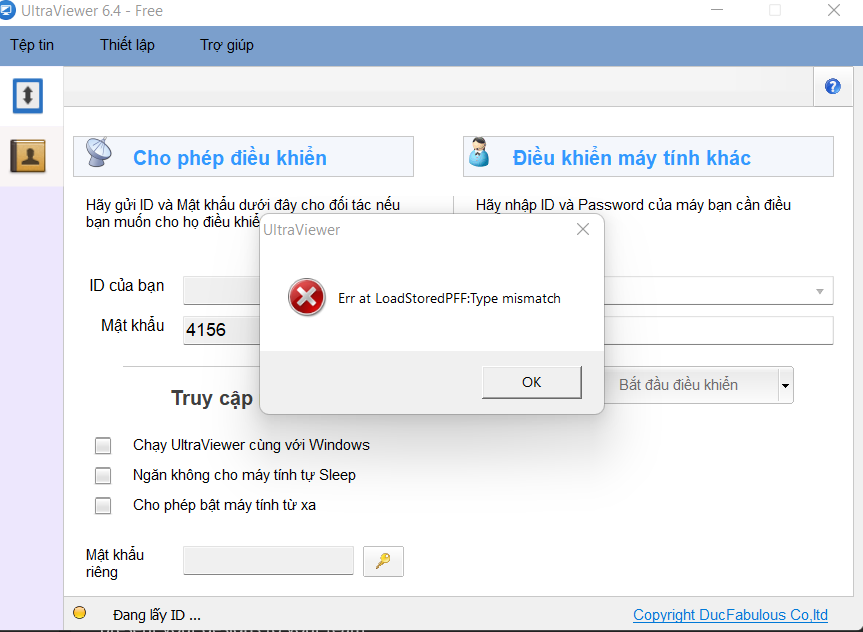 UltraViewer 6.4 - Free
Tệp tin Thiết lập Trợ giúp
Cho phép điều khiển
Điều khiển máy tính khác
Hãy gửi ID và Mật khẩu dưới đây cho đối tác nếu
bạn muốn cho họ điều khiể
Hãy nhập ID và Password của máy bạn cần điều
UltraViewer
Err at LoadStoredPFF:Type mismatch
OK
ID của bạn
Mật khẩu 4156
Bắt đầu điều khiển
Truy cập
Chạy UltraViewer cùng với Windows
Ngăn không cho máy tính tự Sleep
Cho phép bật máy tính từ xa
Mật khẩu
riêng
Đang lấy ID ...
Copyright DucFabulous Co,ltd